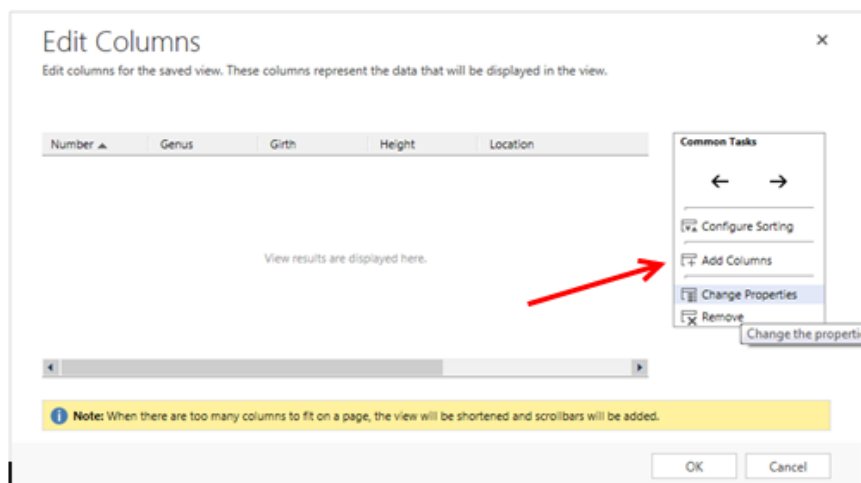 Edit Columns
Edit columns for the saved view. These columns represent the data that will be displayed in the view.
Number Genus Girth Height Location
View results are displayed here.
Common Tasks
Configure Sorting
Add Columns
Change Properties
Remove
Change the properti
Note: When there are too many columns to fit on a page, the view will be shortened and scrollbars will be added.
OK Cancel